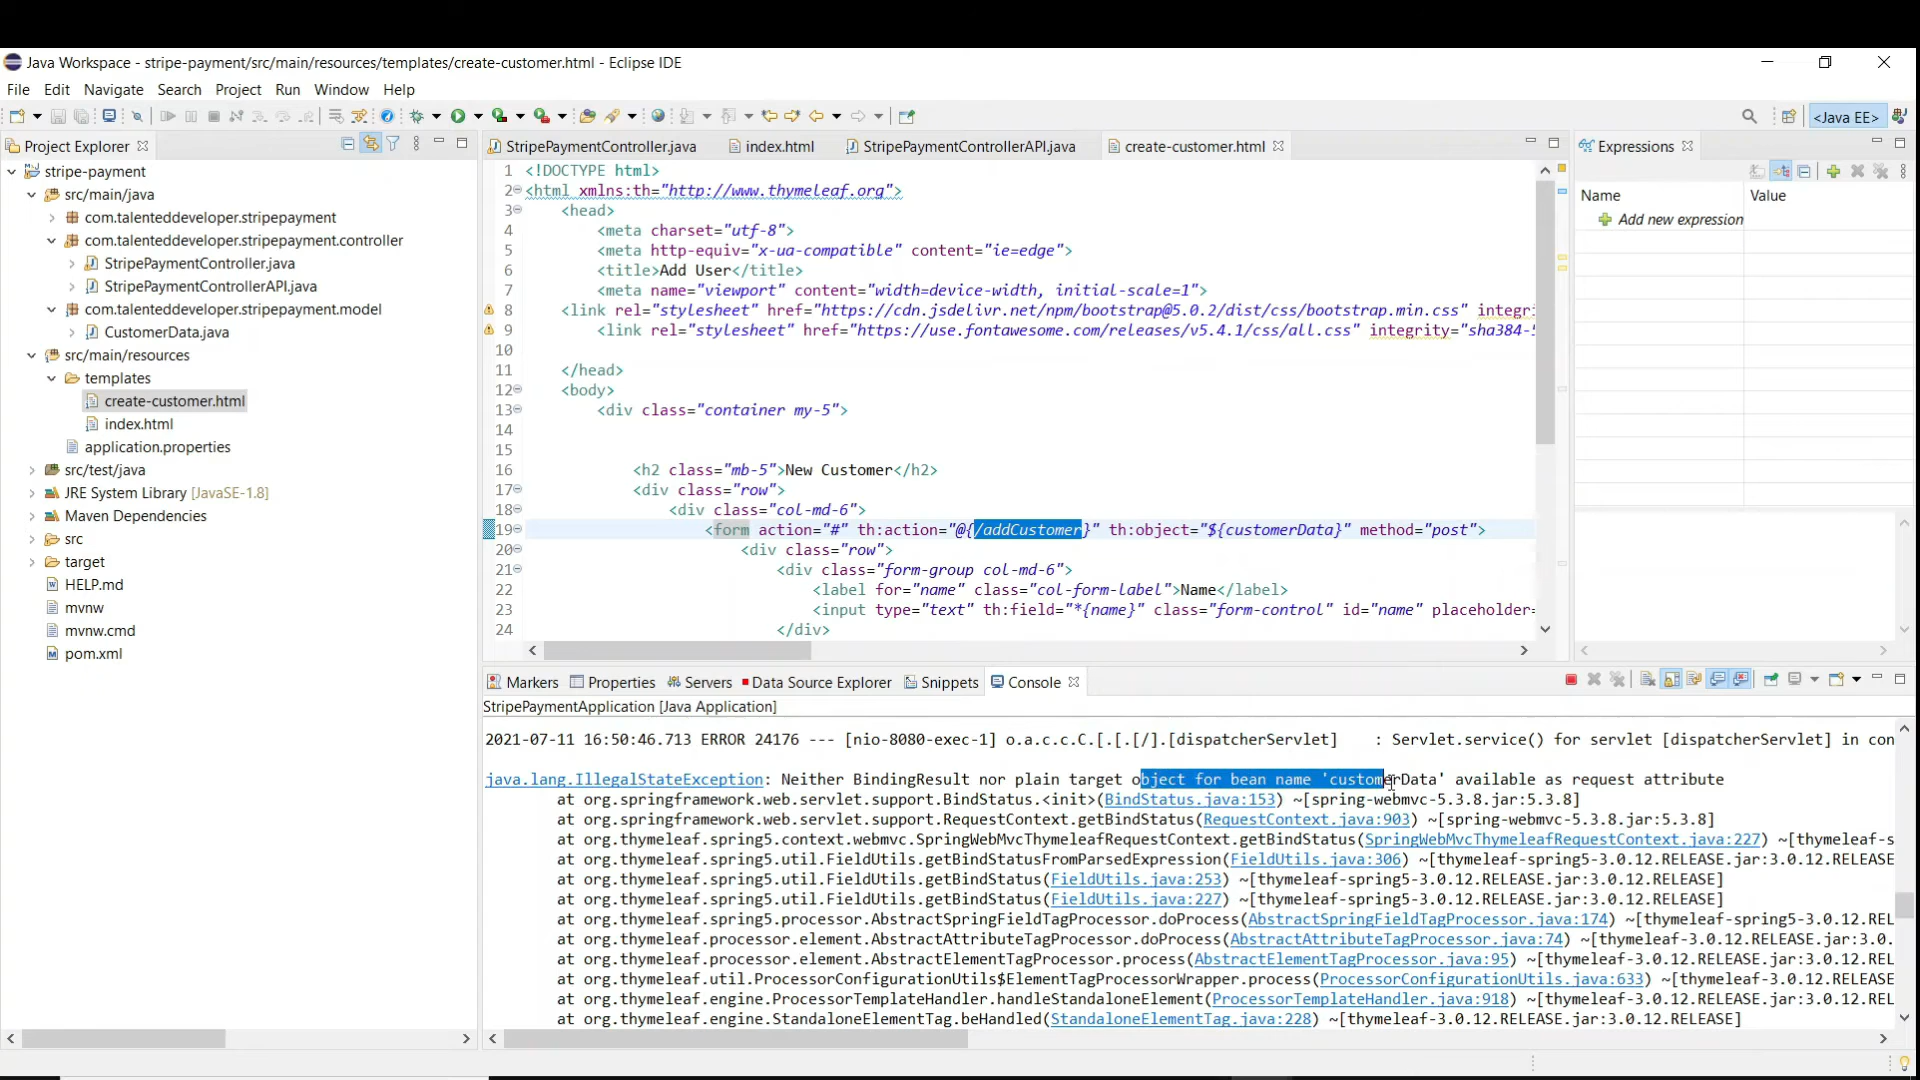 Java Workspace - stripe-payment/src/main/resources/templates/create-customer.html - Eclipse IDE
File Edit Navigate Search Project Run Window Help
<Java EE>
Project Explorer
stripe-payment
src/main/java
com.talenteddeveloper.stripepayment
com.talenteddeveloper.stripepayment.controller
StripePaymentController.java
StripePaymentControllerAPI.java
com.talenteddeveloper.stripepayment.model
CustomerData.java
src/main/resources
templates
create-customer.html
index.html
application.properties
src/test/java
JRE System Library [JavaSE-1.8]
Maven Dependencies
src
target
HELP.md
mvnw
mvnw.cmd
pom.xml
StripePaymentController.java index.html StripePaymentControllerAPI.java create-customer.html
1 <!DOCTYPE html>
2 <html xmlns:th="http://www.thymeleaf.org">
3 <head>
4 <meta charset="utf-8">
5 <meta http-equiv="x-ua-compatible" content="ie=edge">
6 <title>Add User</title>
7 <meta name="viewport" content="width=device-width, initial-scale=1">
8 <link rel="stylesheet" href="https://cdn.jsdelivr.net/npm/bootstrap@5.0.2/dist/css/bootstrap.min.css" integr
9 <link rel="stylesheet" href="https://use.fontawesome.com/releases/v5.4.1/css/all.css" integrity="sha384-
10
11 </head>
12 <body>
13 <div class="container my-5">
14
15
16 <h2 class="mb-5">New Customer</h2>
17 <div class="row">
18 <div class="col-md-6">
19 <form action="#" th:action="@{/addCustomer}" th:object="${customerData}" method="post">
20 <div class="row">
21 <div class="form-group col-md-6">
22 <label for="name" class="col-form-label">Name</label>
23 <input type="text" th:field="*{name}" class="form-control" id="name" placeholder=
24 </div>
Expressions
Name Value
Add new expression
Markers Properties Servers Data Source Explorer Snippets Console
StripePaymentApplication [Java Application]
2021-07-11 16:50:46.713 ERROR 24176 --- [nio-8080-exec-1] o.a.c.c.C.[.[.[/].[dispatcherServlet] : Servlet.service() for servlet [dispatcherServlet] in con
java.lang.IllegalStateException: Neither BindingResult nor plain target object for bean name 'customerData' available as request attribute
at org.springframework.web.servlet.support.BindStatus.<init>(BindStatus.java:153) ~[spring-webmvc-5.3.8.jar:5.3.8]
at org.springframework.web.servlet.support.RequestContext.getBindStatus(RequestContext.java:903) ~[spring-webmvc-5.3.8.jar:5.3.8]
at org.thymeleaf.spring5.context.webmvc.SpringWebMvcThymeleafRequestContext.getBindStatus(SpringWebMvcThymeleafRequestContext.java:227) ~[thymeleaf-s
at org.thymeleaf.spring5.util.FieldUtils.getBindStatusFromParsedExpression(FieldUtils.java:306) ~[thymeleaf-spring5-3.0.12.RELEASE.jar:3.0.12.RELEASE
at org.thymeleaf.spring5.util.FieldUtils.getBindStatus(FieldUtils.java:253) ~[thymeleaf-spring5-3.0.12.RELEASE.jar:3.0.12.RELEASE]
at org.thymeleaf.spring5.util.FieldUtils.getBindStatus(FieldUtils.java:227) ~[thymeleaf-spring5-3.0.12.RELEASE.jar:3.0.12.RELEASE]
at org.thymeleaf.spring5.processor.AbstractSpringFieldTagProcessor.doProcess(AbstractSpringFieldTagProcessor.java:174) ~[thymeleaf-spring5-3.0.12.REL
at org.thymeleaf.processor.element.AbstractAttributeTagProcessor.doProcess(AbstractAttributeTagProcessor.java:74) ~[thymeleaf-3.0.12.RELEASE.jar:3.0.
at org.thymeleaf.processor.element.AbstractElementTagProcessor.process(AbstractElementTagProcessor.java:95) ~[thymeleaf-3.0.12.RELEASE.jar:3.0.12.REL
at org.thymeleaf.util.ProcessorConfigurationUtils$ElementTagProcessorWrapper.process(ProcessorConfigurationUtils.java:633) ~[thymeleaf-3.0.12.RELEASE
at org.thymeleaf.engine.ProcessorTemplateHandler.handleStandaloneElement(ProcessorTemplateHandler.java:918) ~[thymeleaf-3.0.12.RELEASE.jar:3.0.12.REL
at org.thymeleaf.engine.StandaloneElementTag.beHandled(StandaloneElementTag.java:228) ~[thymeleaf-3.0.12.RELEASE.jar:3.0.12.RELEASE]